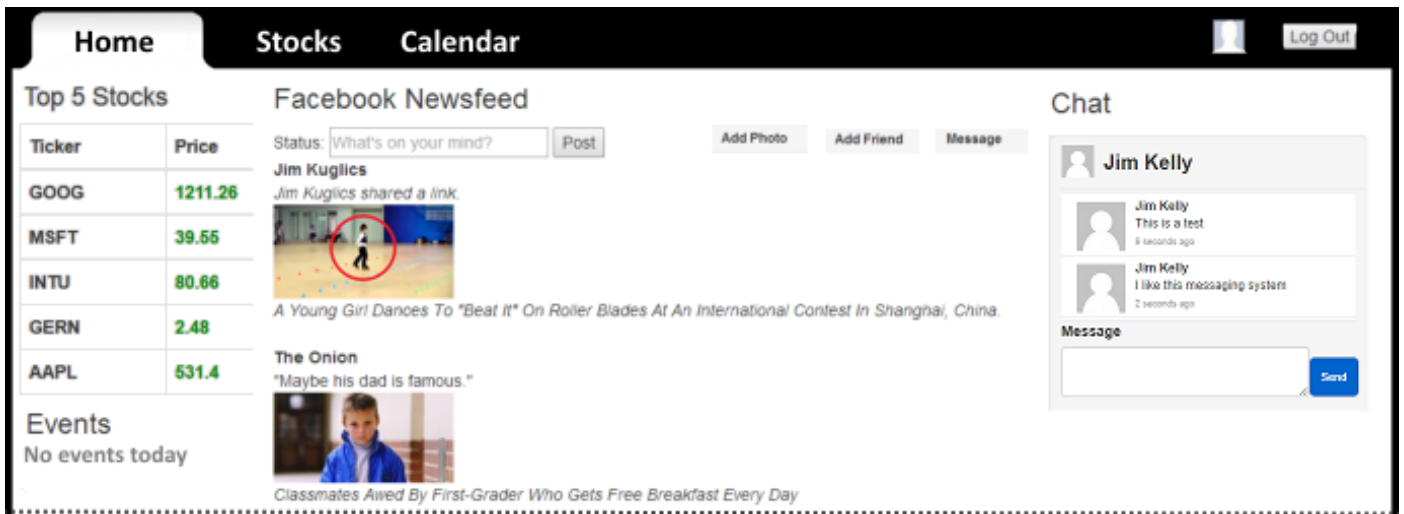 Home Stocks Calendar Log Out
Top 5 Stocks
Ticker Price
GOOG 1211.26
MSFT 39.55
INTU 80.66
GERN 2.48
AAPL 531.4
Events
No events today
Facebook Newsfeed
Status: What's on your mind? Post Add Photo Add Friend Message
Jim Kuglics
Jim Kuglics shared a link.
A Young Girl Dances To "Beat It" On Roller Blades At An International Contest In Shanghai, China.
The Onion
"Maybe his dad is famous."
Classmates Awed By First-Grader Who Gets Free Breakfast Every Day
Chat
Jim Kelly
Jim Kelly
This is a test
9 seconds ago
Jim Kelly
I like this messaging system
2 seconds ago
Message
Send